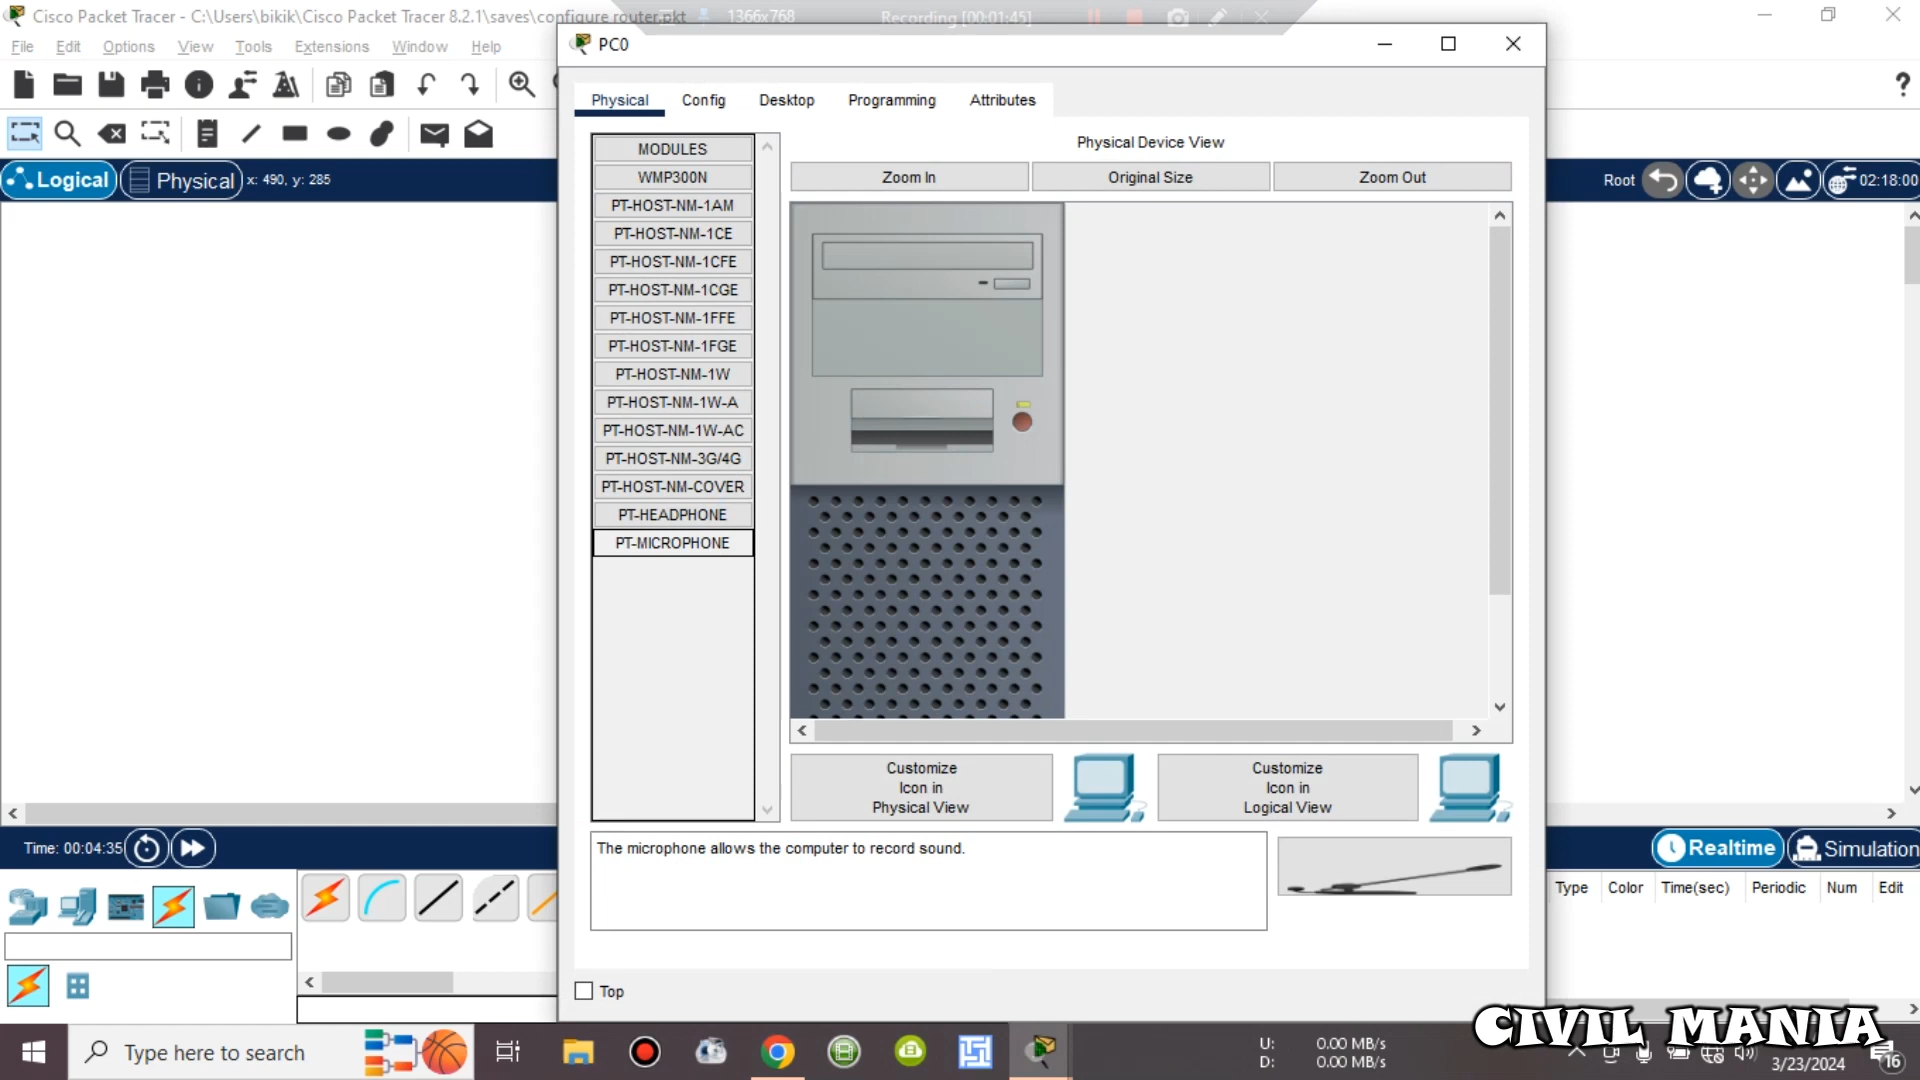 Cisco Packet Tracer - C:\Users\bikik\Cisco Packet Tracer 8.2.1\saves\configure router.pkt
1366x768
Recording [00:01:45]
File Edit Options View Tools Extensions Window Help
PC0
Physical Config Desktop Programming Attributes
Logical
Physical
x: 490, y: 285
Root
02:18:00
MODULES
WMP300N
PT-HOST-NM-1AM
PT-HOST-NM-1CE
PT-HOST-NM-1CFE
PT-HOST-NM-1CGE
PT-HOST-NM-1FFE
PT-HOST-NM-1FGE
PT-HOST-NM-1W
PT-HOST-NM-1W-A
PT-HOST-NM-1W-AC
PT-HOST-NM-3G/4G
PT-HOST-NM-COVER
PT-HEADPHONE
PT-MICROPHONE
Physical Device View
Zoom In
Original Size
Zoom Out
Customize
Icon in
Physical View
Customize
Icon in
Logical View
The microphone allows the computer to record sound.
Top
Time: 00:04:35
Realtime
Simulation
Type Color Time(sec) Periodic Num Edit
CIVIL MANIA
Type here to search
U: 0.00 MB/s
D: 0.00 MB/s
3/23/2024
16